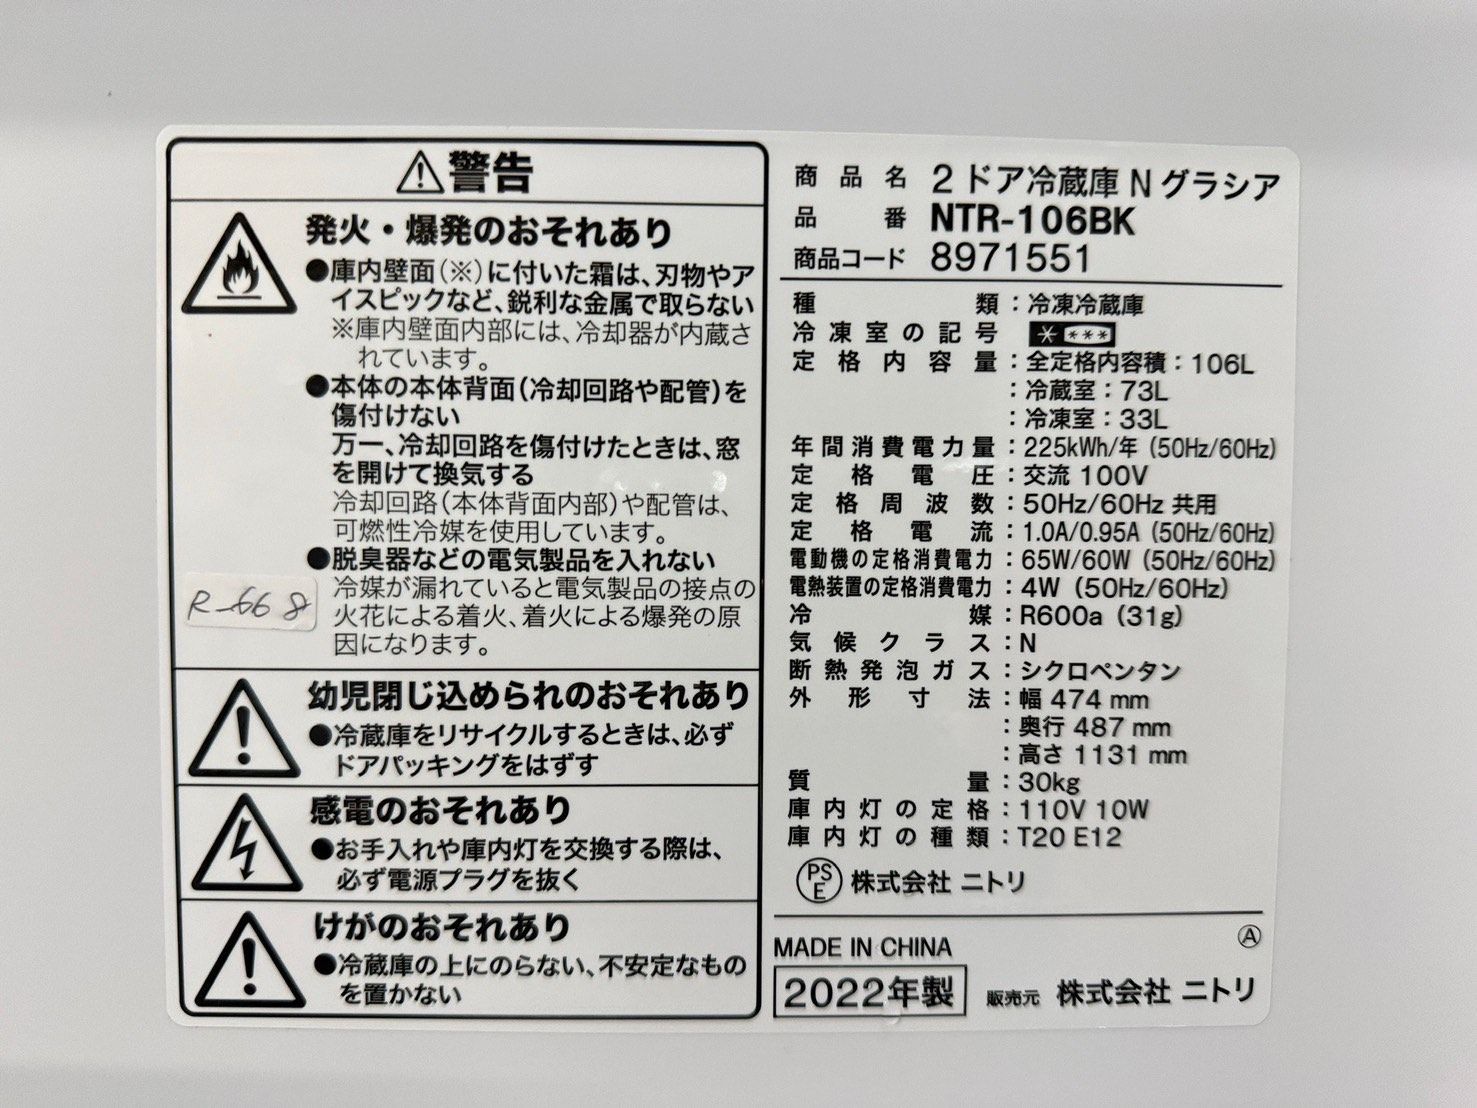 ⚠警告
発火・爆発のおそれあり
●庫内壁面(※)に付いた霜は、刃物やア
イスピックなど、鋭利な金属で取らない
※庫内壁面内部には、冷却器が内蔵さ
れています。
●本体の本体背面(冷却回路や配管)を
傷付けない
万一、冷却回路を傷付けたときは、窓
を開けて換気する
冷却回路(本体背面内部)や配管は、
可燃性冷媒を使用しています。
●脱臭器などの電気製品を入れない
冷媒が漏れていると電気製品の接点の
火花による着火、着火による爆発の原
因になります。
R-668
幼児閉じ込められのおそれあり
●冷蔵庫をリサイクルするときは、必ず
ドアパッキングをはずす
感電のおそれあり
●お手入れや庫内灯を交換する際は、
必ず電源プラグを抜く
けがのおそれあり
●冷蔵庫の上にのらない、不安定なもの
を置かない
商品名 2ドア冷蔵庫 N グラシア
品番 NTR-106BK
商品コード 8971551
種類：冷凍冷蔵庫
冷凍室の記号 * ***
定格内容量：全定格内容積：106L
：冷蔵室：73L
：冷凍室：33L
年間消費電力量：225kWh/年 (50Hz/60Hz)
定格電圧：交流 100V
定格周波数：50Hz/60Hz 共用
定格電流：1.0A/0.95A (50Hz/60Hz)
電動機の定格消費電力：65W/60W (50Hz/60Hz)
電熱装置の定格消費電力：4W (50Hz/60Hz)
冷媒：R600a (31g)
気候クラス：N
断熱発泡ガス：シクロペンタン
外形寸法：幅 474 mm
：奥行 487 mm
：高さ 1131 mm
質量：30kg
庫内灯の定格：110V 10W
庫内灯の種類：T20 E12
PSE 株式会社 ニトリ
MADE IN CHINA Ⓐ
2022年製 販売元 株式会社 ニトリ